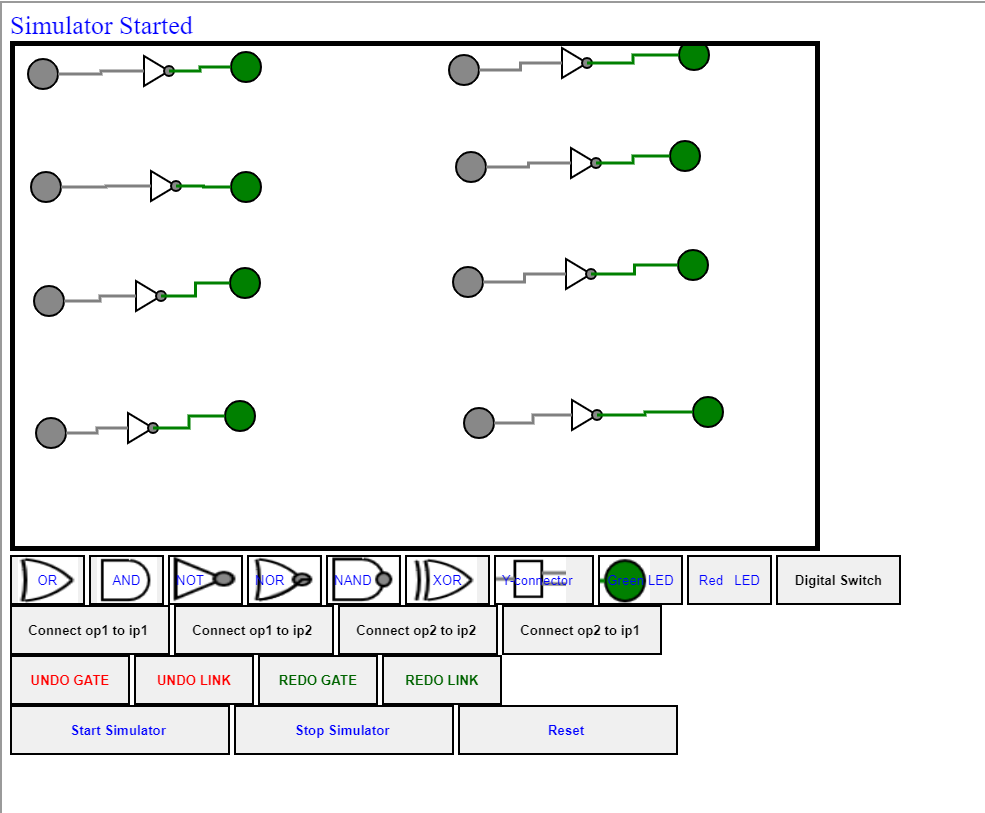 Simulator Started
OR AND NOT NOR NAND XOR Y-connector Green LED Red LED Digital Switch
Connect op1 to ip1 Connect op1 to ip2 Connect op2 to ip2 Connect op2 to ip1
UNDO GATE UNDO LINK REDO GATE REDO LINK
Start Simulator Stop Simulator Reset